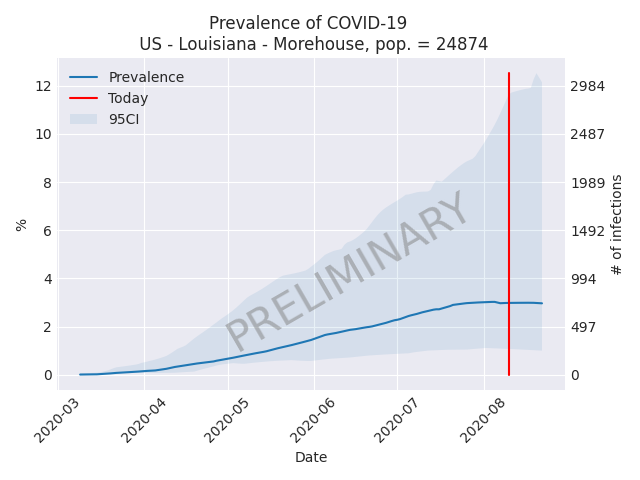 Prevalence of COVID-19
US - Louisiana - Morehouse, pop. = 24874
Prevalence
Today
95CI
12
10
8
6
4
2
0
%
2984
2487
1989
1492
994
497
0
# of infections
PRELIMINARY
2020-03
2020-04
2020-05
2020-06
2020-07
2020-08
Date